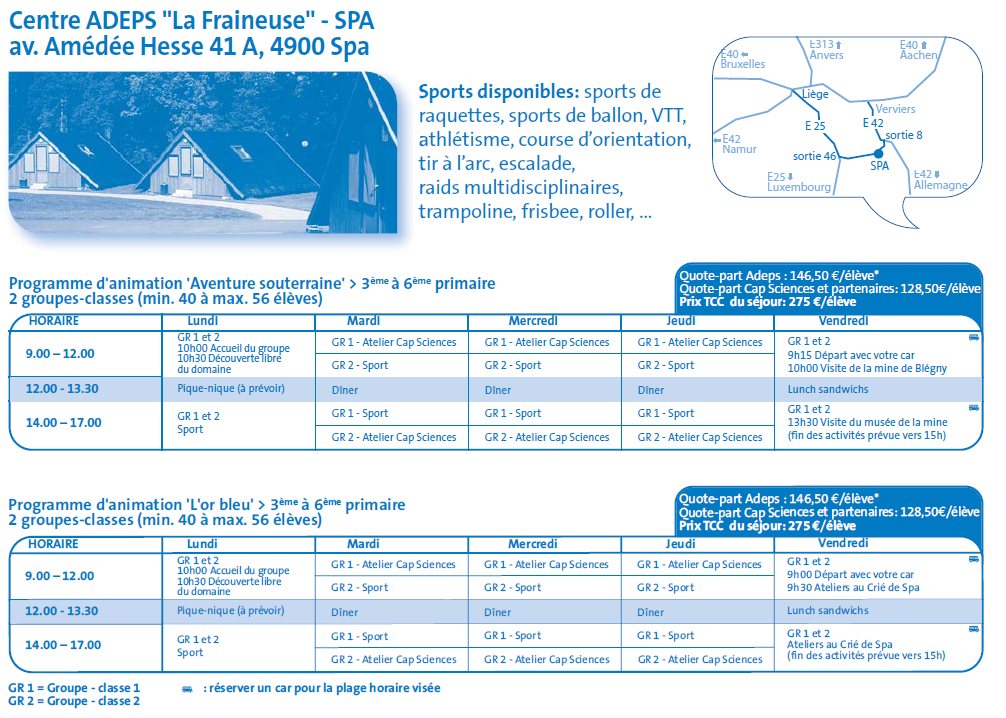 Centre ADEPS "La Fraineuse" - SPA
av. Amédée Hesse 41 A, 4900 Spa
Sports disponibles: sports de
raquettes, sports de ballon, VTT,
athlétisme, course d'orientation,
tir à l'arc, escalade,
raids multidisciplinaires,
trampoline, frisbee, roller, ...
E40
Bruxelles
E313
Anvers
E40
Aachen
Liège
Verviers
E 25
E 42
sortie 8
E42
Namur
sortie 46
SPA
E25
Luxembourg
E42
Allemagne
Programme d'animation 'Aventure souterraine' > 3ème à 6ème primaire
2 groupes-classes (min. 40 à max. 56 élèves)
Quote-part Adeps : 146,50 €/élève*
Quote-part Cap Sciences et partenaires: 128,50€/élève
Prix TCC du séjour: 275 €/élève
HORAIRE Lundi Mardi Mercredi Jeudi Vendredi
9.00 – 12.00
GR 1 et 2
10h00 Accueil du groupe
10h30 Découverte libre
du domaine
GR 1 - Atelier Cap Sciences GR 1 - Atelier Cap Sciences GR 1 - Atelier Cap Sciences
GR 2 - Sport GR 2 - Sport GR 2 - Sport
GR 1 et 2
9h15 Départ avec votre car
10h00 Visite de la mine de Blégny
12.00 - 13.30 Pique-nique (à prévoir) Dîner Dîner Dîner Lunch sandwichs
14.00 – 17.00
GR 1 et 2
Sport
GR 1 - Sport GR 1 - Sport GR 1 - Sport
GR 2 - Atelier Cap Sciences GR 2 - Atelier Cap Sciences GR 2 - Atelier Cap Sciences
GR 1 et 2
13h30 Visite du musée de la mine
(fin des activités prévue vers 15h)
Programme d'animation 'L'or bleu' > 3ème à 6ème primaire
2 groupes-classes (min. 40 à max. 56 élèves)
Quote-part Adeps : 146,50 €/élève*
Quote-part Cap Sciences et partenaires: 128,50€/élève
Prix TCC du séjour: 275 €/élève
HORAIRE Lundi Mardi Mercredi Jeudi Vendredi
9.00 – 12.00
GR 1 et 2
10h00 Accueil du groupe
10h30 Découverte libre
du domaine
GR 1 - Atelier Cap Sciences GR 1 - Atelier Cap Sciences GR 1 - Atelier Cap Sciences
GR 2 - Sport GR 2 - Sport GR 2 - Sport
GR 1 et 2
9h00 Départ avec votre car
9h30 Ateliers au Crié de Spa
12.00 - 13.30 Pique-nique (à prévoir) Dîner Dîner Dîner Lunch sandwichs
14.00 – 17.00
GR 1 et 2
Sport
GR 1 - Sport GR 1 - Sport GR 1 - Sport
GR 2 - Atelier Cap Sciences GR 2 - Atelier Cap Sciences GR 2 - Atelier Cap Sciences
GR 1 et 2
Ateliers au Crié de Spa
(fin des activités prévue vers 15h)
GR 1 = Groupe - classe 1 : réserver un car pour la plage horaire visée
GR 2 = Groupe - classe 2